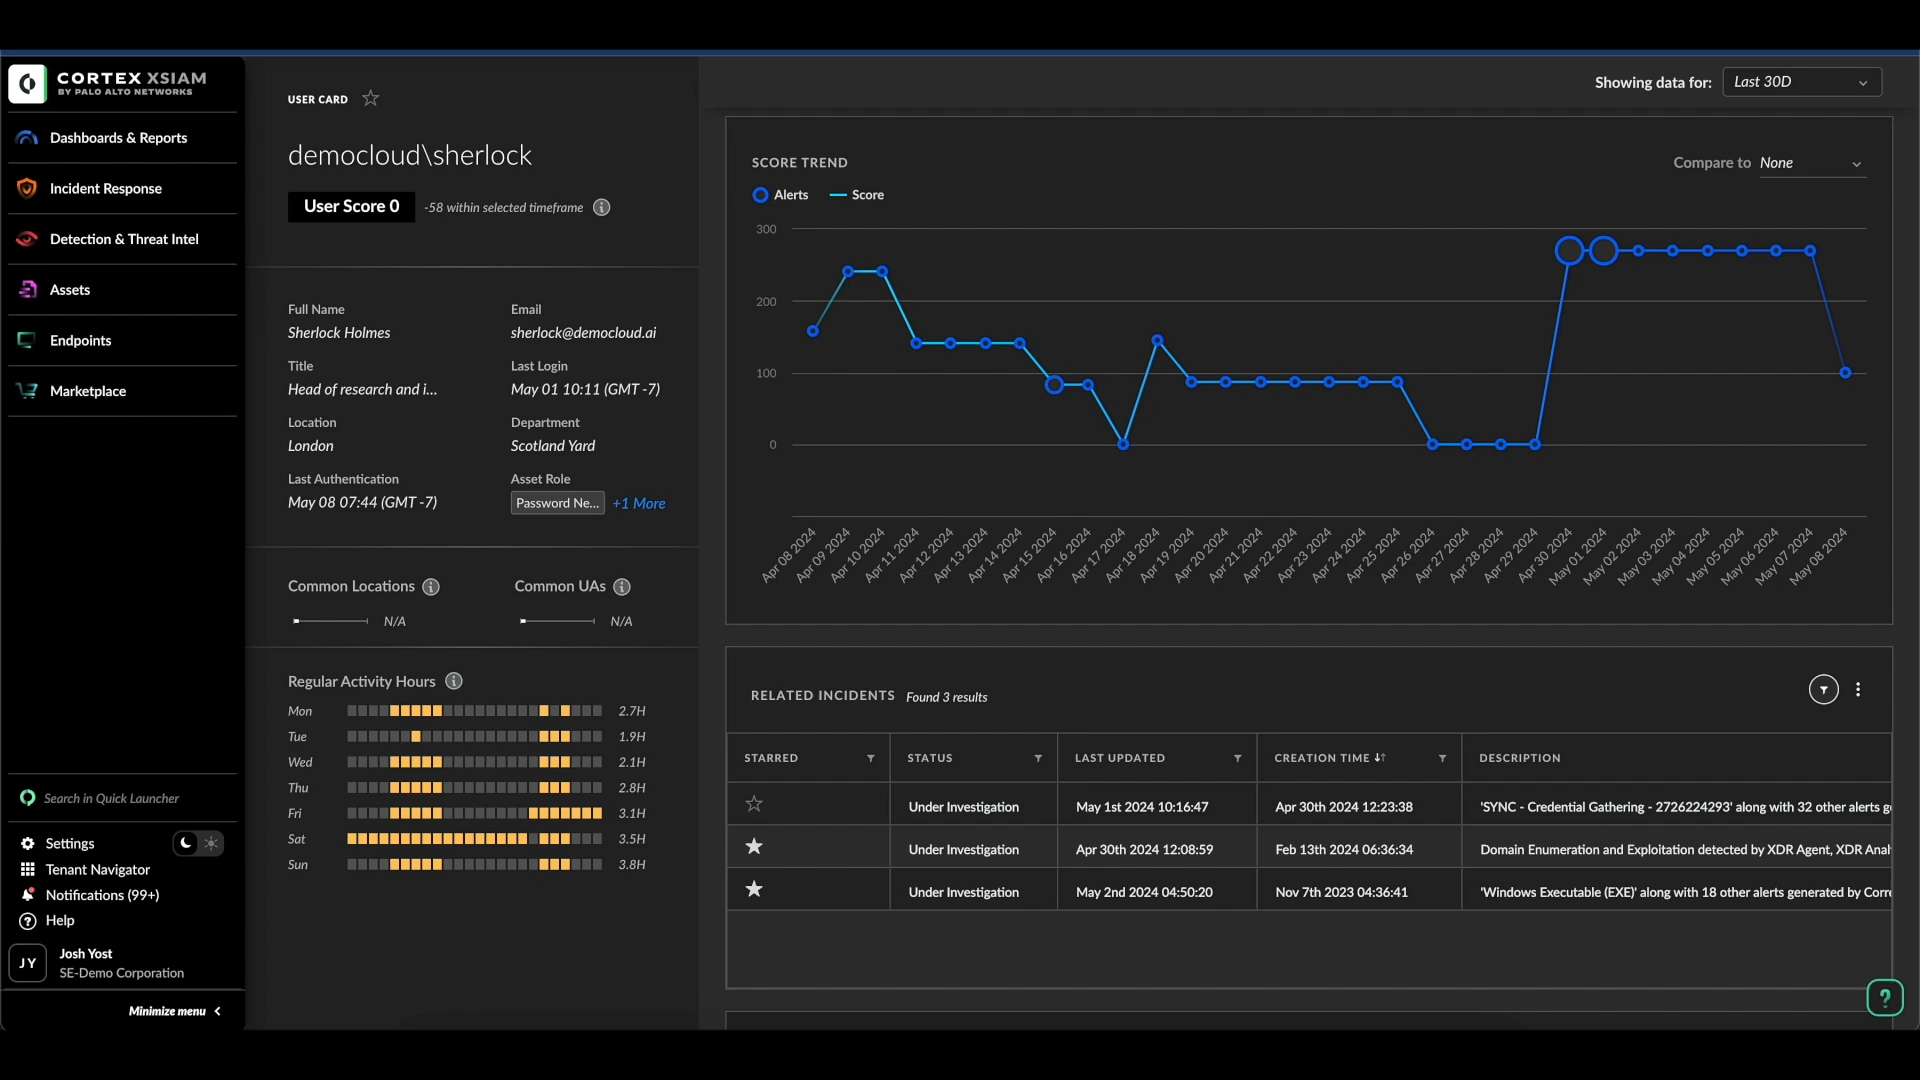 CORTEX XSIAM
BY PALO ALTO NETWORKS
Dashboards & Reports
Incident Response
Detection & Threat Intel
Assets
Endpoints
Marketplace
Search in Quick Launcher
Settings
Tenant Navigator
Notifications (99+)
Help
JY
Josh Yost
SE-Demo Corporation
Minimize menu
USER CARD
democloud\sherlock
User Score 0 -58 within selected timeframe
Full Name Email
Sherlock Holmes sherlock@democloud.ai
Title Last Login
Head of research and i... May 01 10:11 (GMT -7)
Location Department
London Scotland Yard
Last Authentication Asset Role
May 08 07:44 (GMT -7) Password Ne... +1 More
Common Locations Common UAs
N/A N/A
Regular Activity Hours
Mon 2.7H
Tue 1.9H
Wed 2.1H
Thu 2.8H
Fri 3.1H
Sat 3.5H
Sun 3.8H
Showing data for: Last 30D
SCORE TREND Compare to None
Alerts Score
300
200
100
0
Apr 08 2024 Apr 09 2024 Apr 10 2024 Apr 11 2024 Apr 12 2024 Apr 13 2024 Apr 14 2024 Apr 15 2024 Apr 16 2024 Apr 17 2024 Apr 18 2024 Apr 19 2024 Apr 20 2024 Apr 21 2024 Apr 22 2024 Apr 23 2024 Apr 24 2024 Apr 25 2024 Apr 26 2024 Apr 27 2024 Apr 28 2024 Apr 29 2024 Apr 30 2024 May 01 2024 May 02 2024 May 03 2024 May 04 2024 May 05 2024 May 06 2024 May 07 2024 May 08 2024
RELATED INCIDENTS Found 3 results
STARRED STATUS LAST UPDATED CREATION TIME DESCRIPTION
Under Investigation May 1st 2024 10:16:47 Apr 30th 2024 12:23:38 'SYNC - Credential Gathering - 2726224293' along with 32 other alerts g
Under Investigation Apr 30th 2024 12:08:59 Feb 13th 2024 06:36:34 Domain Enumeration and Exploitation detected by XDR Agent, XDR Anal
Under Investigation May 2nd 2024 04:50:20 Nov 7th 2023 04:36:41 'Windows Executable (EXE)' along with 18 other alerts generated by Corre
?